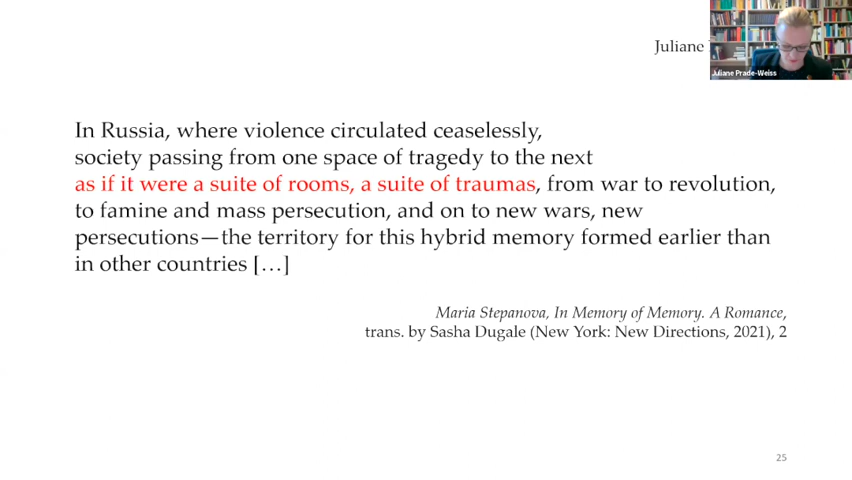 Juliane
Juliane Prade-Weiss
In Russia, where violence circulated ceaselessly,
society passing from one space of tragedy to the next
as if it were a suite of rooms, a suite of traumas, from war to revolution,
to famine and mass persecution, and on to new wars, new
persecutions—the territory for this hybrid memory formed earlier than
in other countries […]
Maria Stepanova, In Memory of Memory. A Romance,
trans. by Sasha Dugale (New York: New Directions, 2021), 2
25